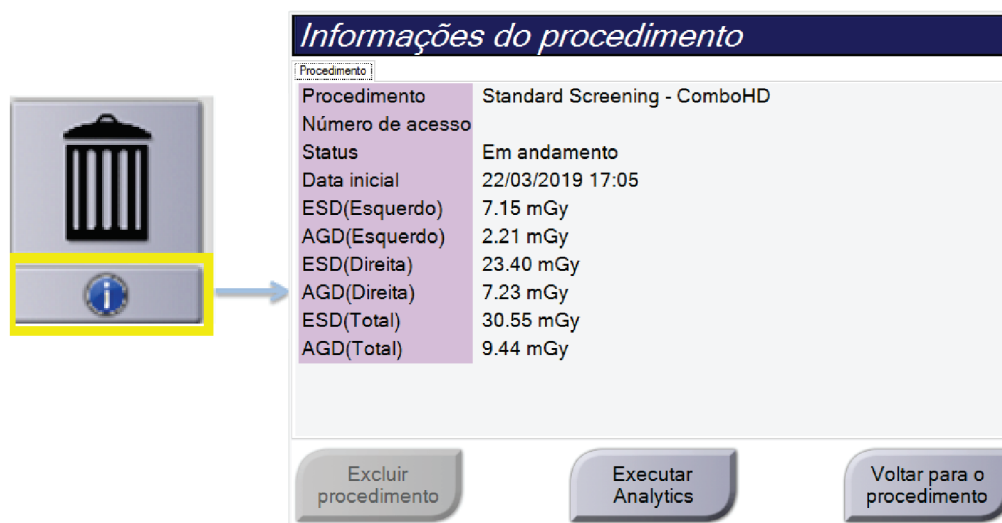 Informações do procedimento
Procedimento
Procedimento Standard Screening - ComboHD
Número de acesso
Status Em andamento
Data inicial 22/03/2019 17:05
ESD(Esquerdo) 7.15 mGy
AGD(Esquerdo) 2.21 mGy
ESD(Direita) 23.40 mGy
AGD(Direita) 7.23 mGy
ESD(Total) 30.55 mGy
AGD(Total) 9.44 mGy
Excluir
procedimento
Executar
Analytics
Voltar para o
procedimento